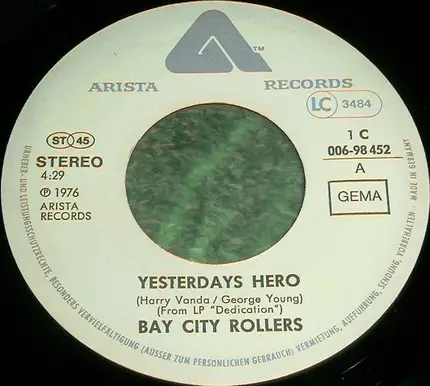 TM
ARISTA RECORDS
LC 3484
ST 45
STEREO
4:29
Ⓟ 1976
ARISTA
RECORDS
1 C
006-98 452
A
GEMA
YESTERDAYS HERO
(Harry Vanda / George Young)
(From LP "Dedication")
BAY CITY ROLLERS
URHEBER- UND LEISTUNGSSCHUTZRECHTE, BESONDERS VERVIELFÄLTIGUNG (AUSSER ZUM PERSÖNLICHEN GEBRAUCH) VERMIETUNG, AUFFÜHRUNG, SENDUNG, VORBEHALTEN · MADE IN GERMANY